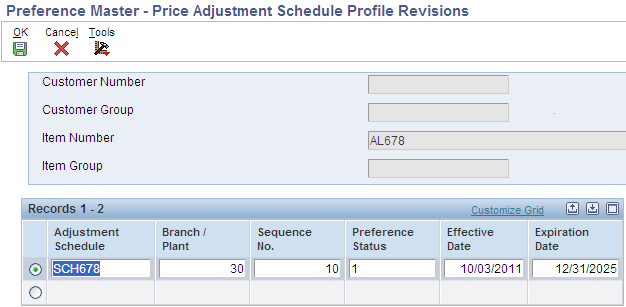 Preference Master - Price Adjustment Schedule Profile Revisions
OK Cancel Tools
Customer Number
Customer Group
Item Number AL678
Item Group
Records 1 - 2 Customize Grid
Adjustment Schedule Branch / Plant Sequence No. Preference Status Effective Date Expiration Date
SCH678 30 10 1 10/03/2011 12/31/2025